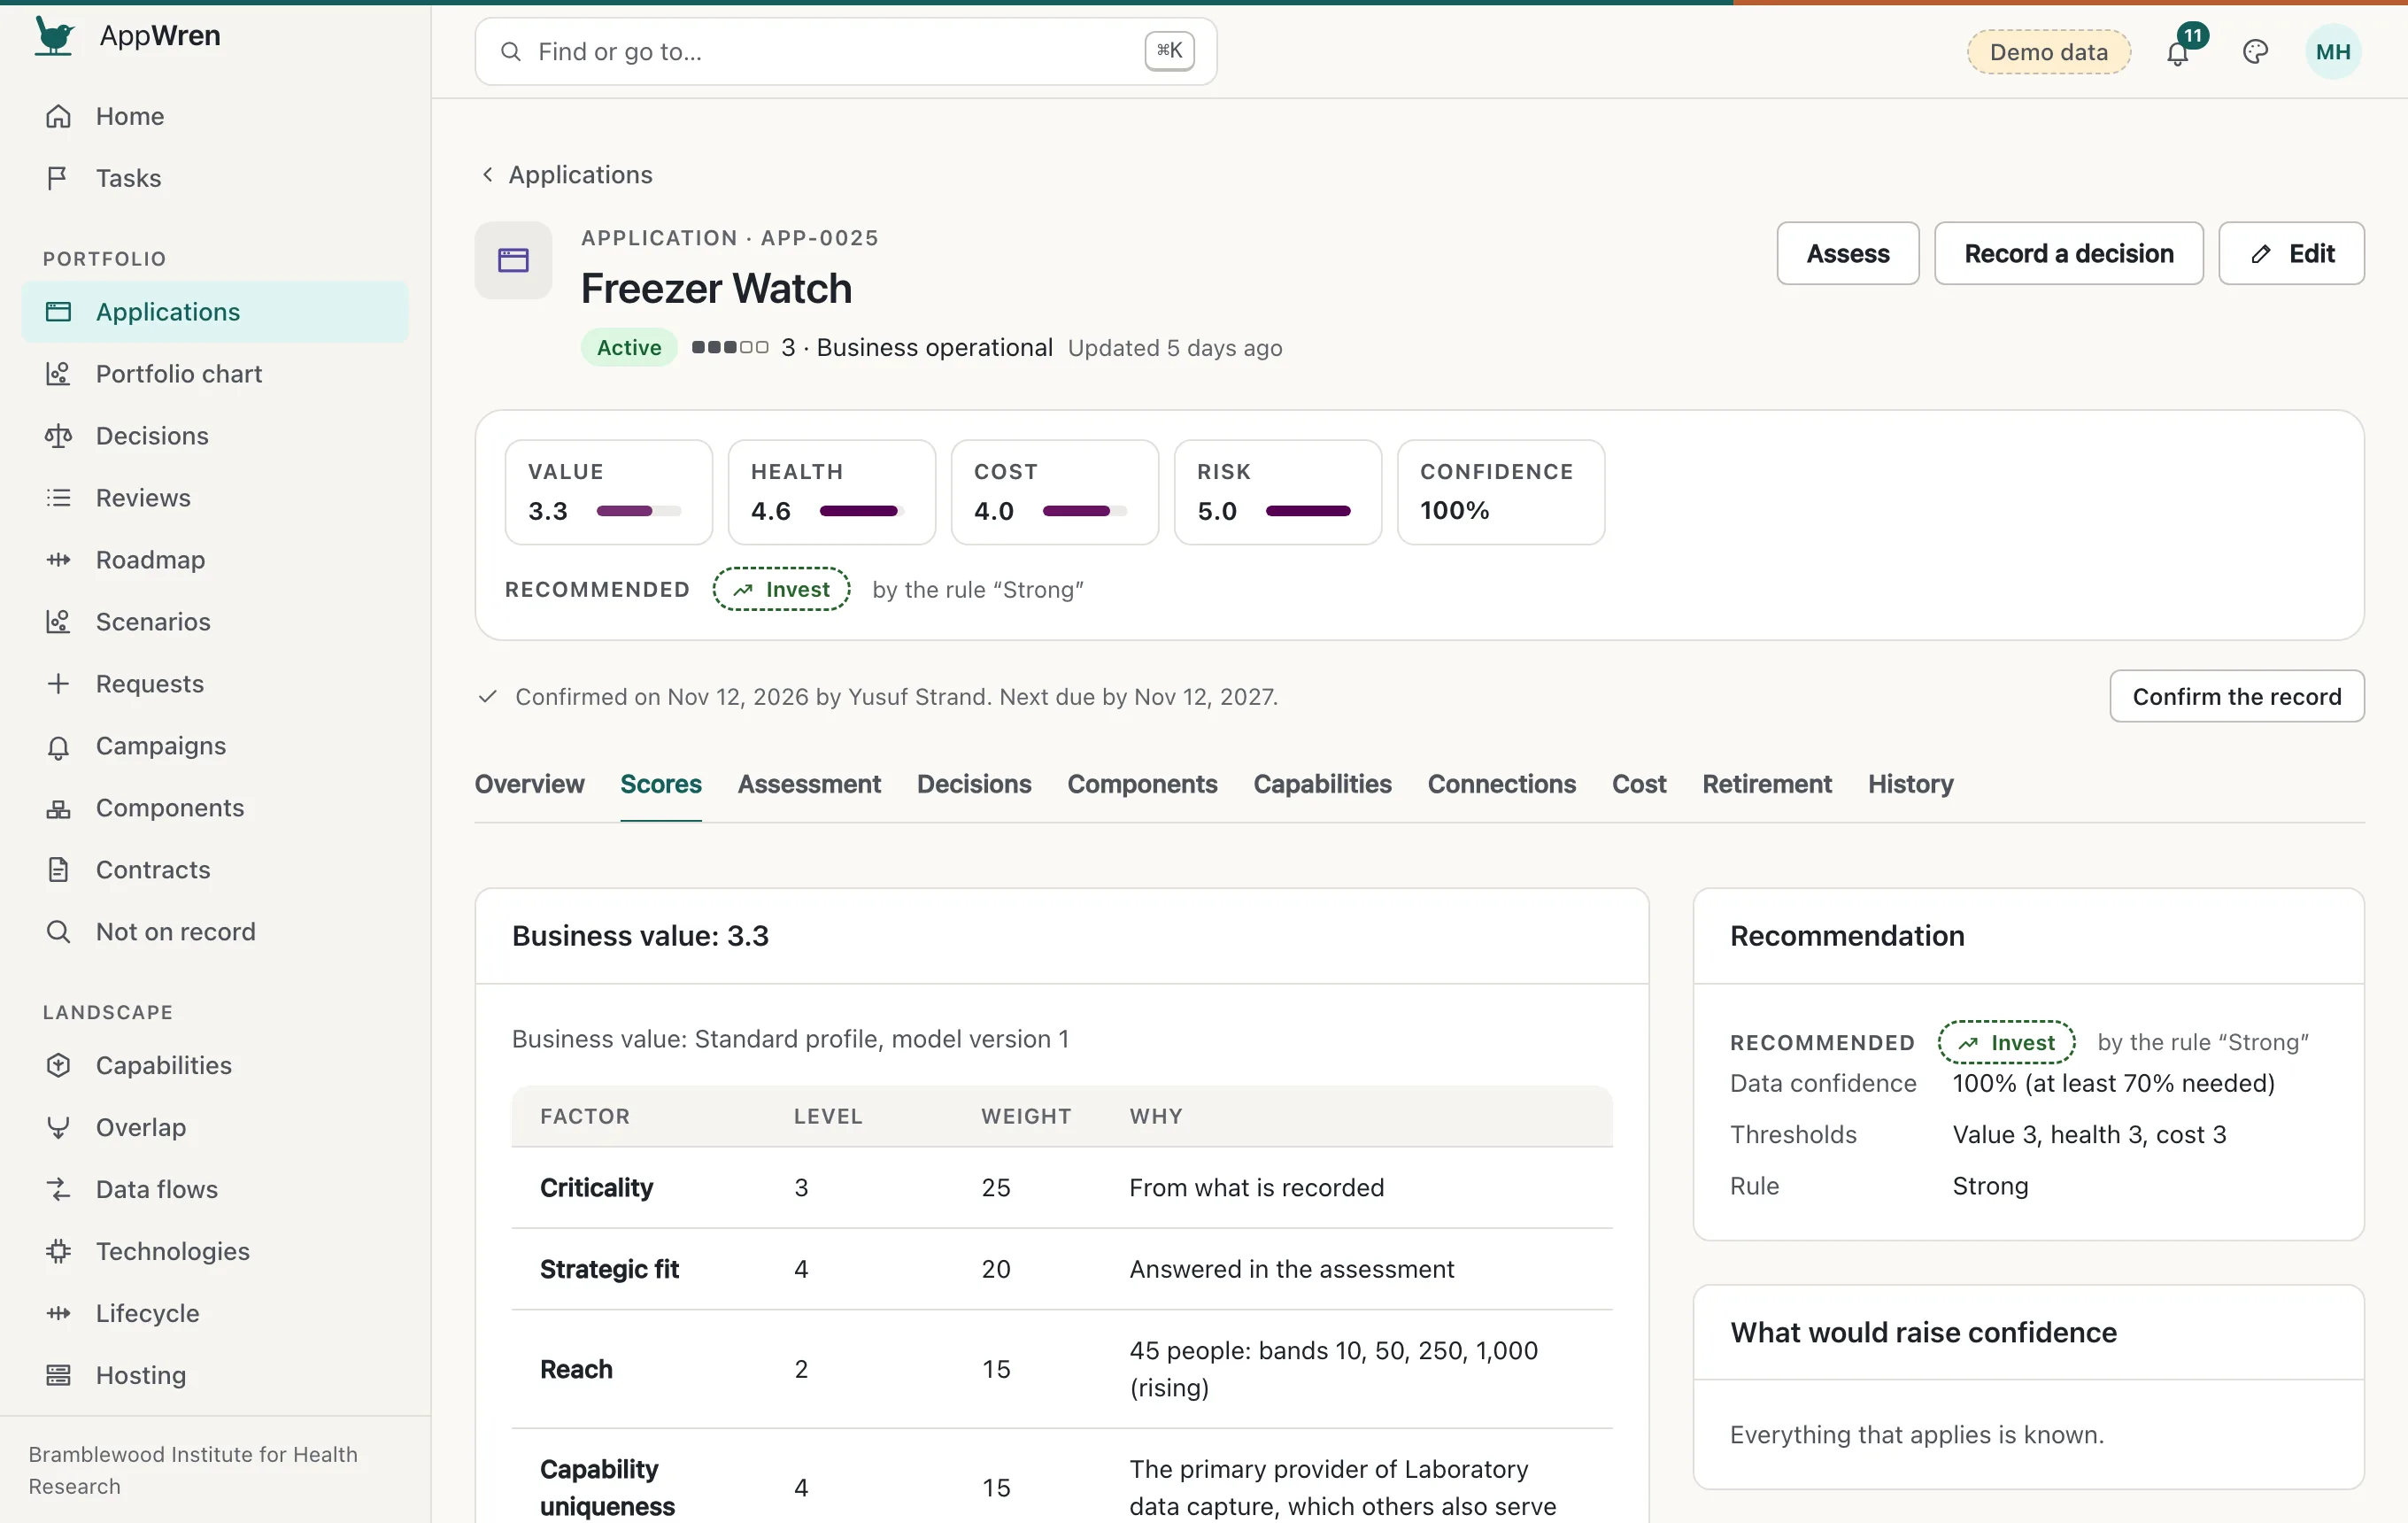 AppWren
Find or go to...
⌘K
Demo data
11
MH
Home
Tasks
PORTFOLIO
Applications
Portfolio chart
Decisions
Reviews
Roadmap
Scenarios
Requests
Campaigns
Components
Contracts
Not on record
LANDSCAPE
Capabilities
Overlap
Data flows
Technologies
Lifecycle
Hosting
Bramblewood Institute for Health
Research
Applications
APPLICATION · APP-0025
Freezer Watch
Active 3 · Business operational Updated 5 days ago
Assess
Record a decision
Edit
VALUE
3.3
HEALTH
4.6
COST
4.0
RISK
5.0
CONFIDENCE
100%
RECOMMENDED Invest by the rule “Strong”
Confirmed on Nov 12, 2026 by Yusuf Strand. Next due by Nov 12, 2027.
Confirm the record
Overview Scores Assessment Decisions Components Capabilities Connections Cost Retirement History
Business value: 3.3
Business value: Standard profile, model version 1
FACTOR LEVEL WEIGHT WHY
Criticality 3 25 From what is recorded
Strategic fit 4 20 Answered in the assessment
Reach 2 15 45 people: bands 10, 50, 250, 1,000
(rising)
Capability
uniqueness 4 15 The primary provider of Laboratory
data capture, which others also serve
Recommendation
RECOMMENDED Invest by the rule “Strong”
Data confidence 100% (at least 70% needed)
Thresholds Value 3, health 3, cost 3
Rule Strong
What would raise confidence
Everything that applies is known.